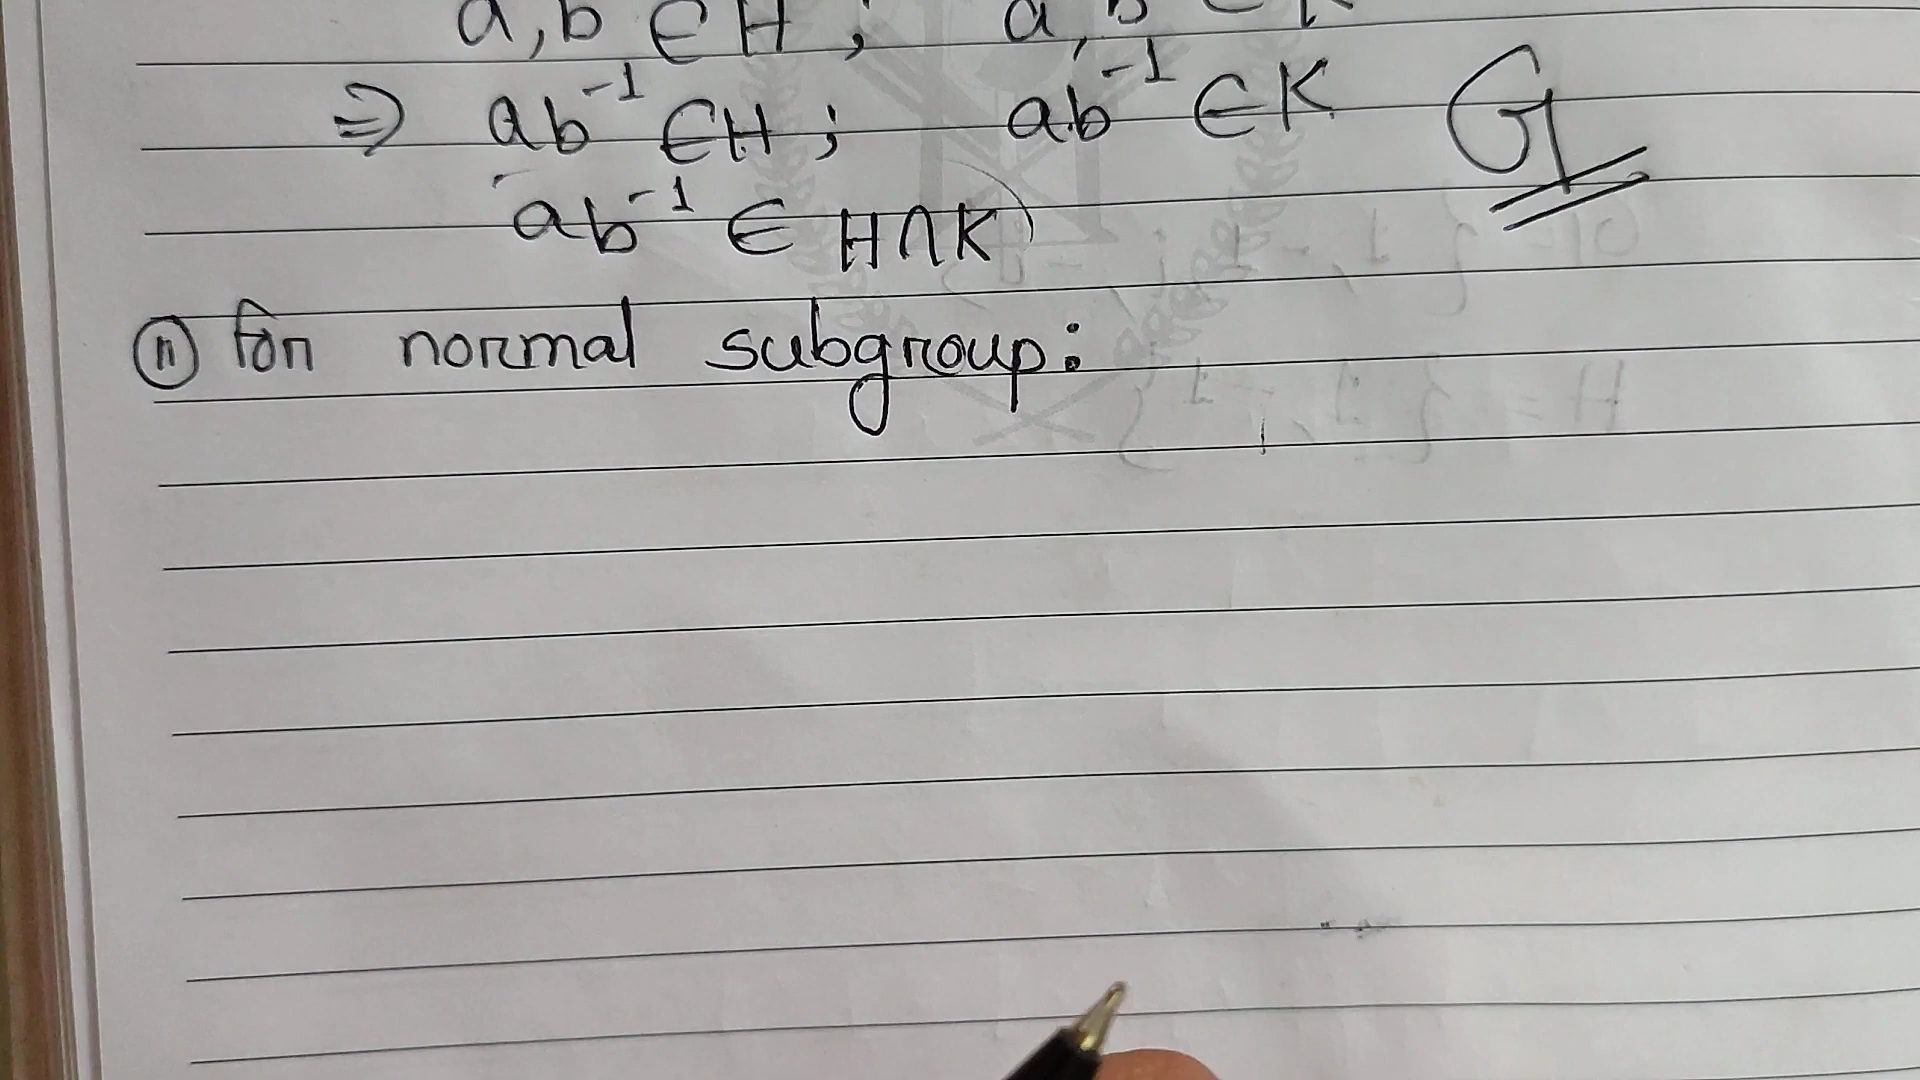 a, b ∈ H ; a, b ∈ K
⇒ ab⁻¹ ∈ H ; ab⁻¹ ∈ K G
ab⁻¹ ∈ H∩K
(ii) for normal subgroup: